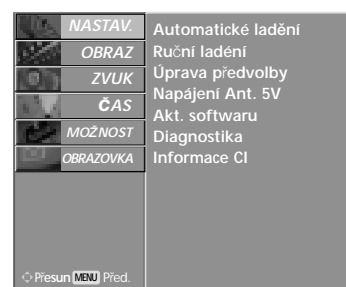 NASTAV.
OBRAZ
ZVUK
ČAS
MOŽNOST
OBRAZOVKA
Automatické ladění
Ruční ladéní
Úprava předvolby
Napájení Ant. 5V
Akt. softwaru
Diagnostika
Informace CI
Přesun MENU Před.